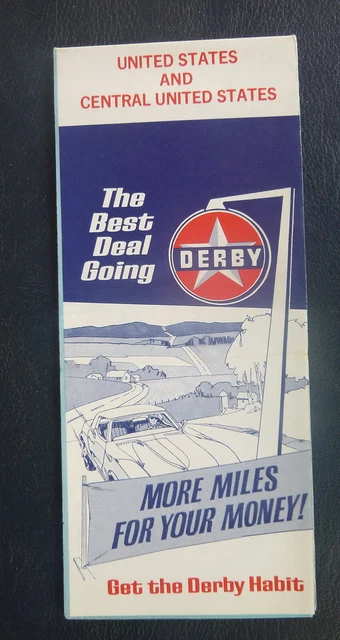 UNITED STATES
AND
CENTRAL UNITED STATES
The
Best
Deal
Going
DERBY
MORE MILES
FOR YOUR MONEY!
Get the Derby Habit